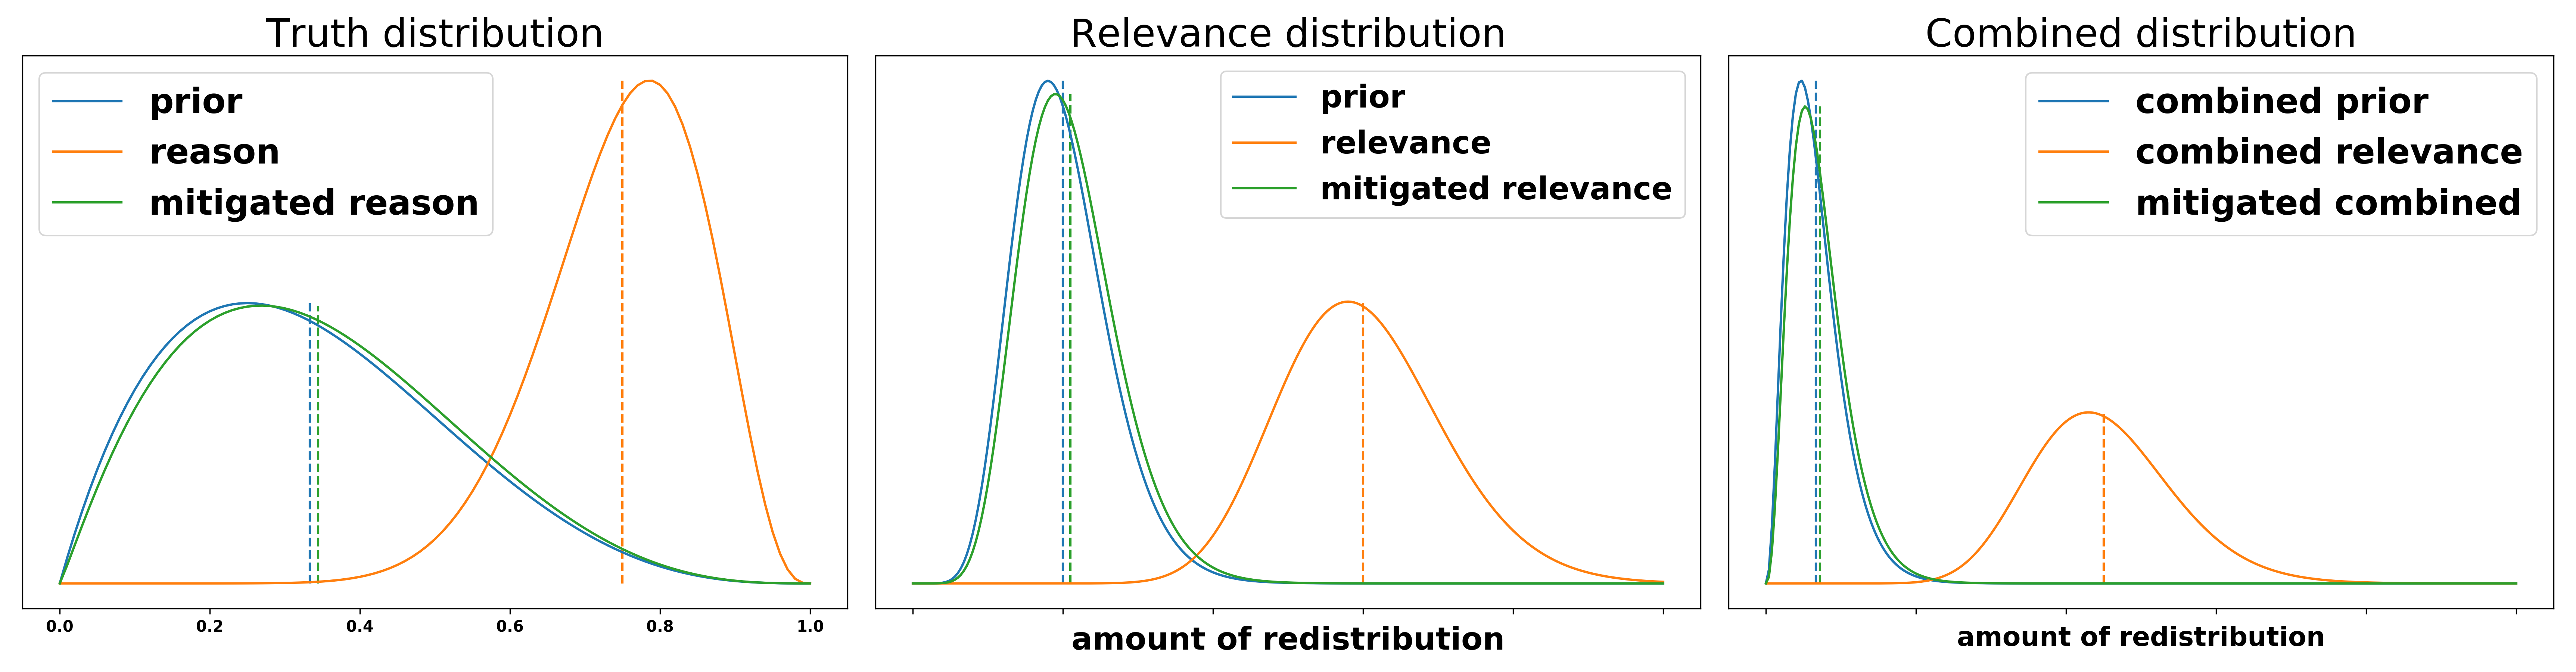 Truth distribution
prior
reason
mitigated reason
0.0 0.2 0.4 0.6 0.8 1.0
Relevance distribution
prior
relevance
mitigated relevance
amount of redistribution
Combined distribution
combined prior
combined relevance
mitigated combined
amount of redistribution